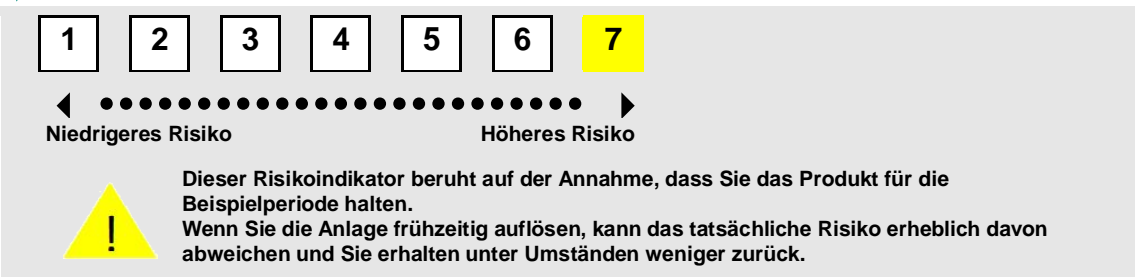 1 2 3 4 5 6 7
Niedrigeres Risiko Höheres Risiko
!
Dieser Risikoindikator beruht auf der Annahme, dass Sie das Produkt für die
Beispielperiode halten.
Wenn Sie die Anlage frühzeitig auflösen, kann das tatsächliche Risiko erheblich davon
abweichen und Sie erhalten unter Umständen weniger zurück.